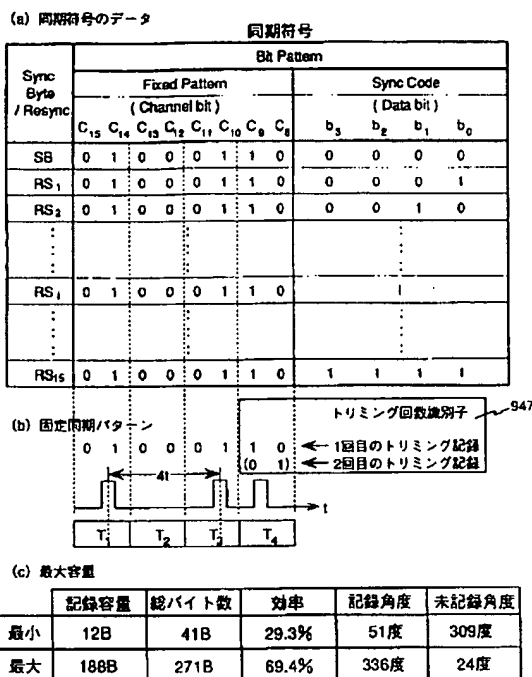 (a) 同期符号のデータ
同期符号
Sync Byte / Resync
Bit Pattern
Fixed Pattern
( Channel bit )
Sync Code
( Data bit )
C15 C14 C13 C12 C11 C10 C9 C8 b3 b2 b1 b0
SB 0 1 0 0 0 1 1 0 0 0 0 0
RS1 0 1 0 0 0 1 1 0 0 0 0 1
RS2 0 1 0 0 0 1 1 0 0 0 1 0
RSi 0 1 0 0 0 1 1 0
RS15 0 1 0 0 0 1 1 0 1 1 1 1
トリミング回数識別子 947
(b) 固定同期パターン
0 1 0 0 0 1 1 0 ← 1回目のトリミング記録
(0 1) ← 2回目のトリミング記録
4t
t
T1 T2 T3 T4
(c) 最大容量
記録容量 総バイト数 効率 記録角度 未記録角度
最小 12B 41B 29.3% 51度 309度
最大 188B 271B 69.4% 336度 24度